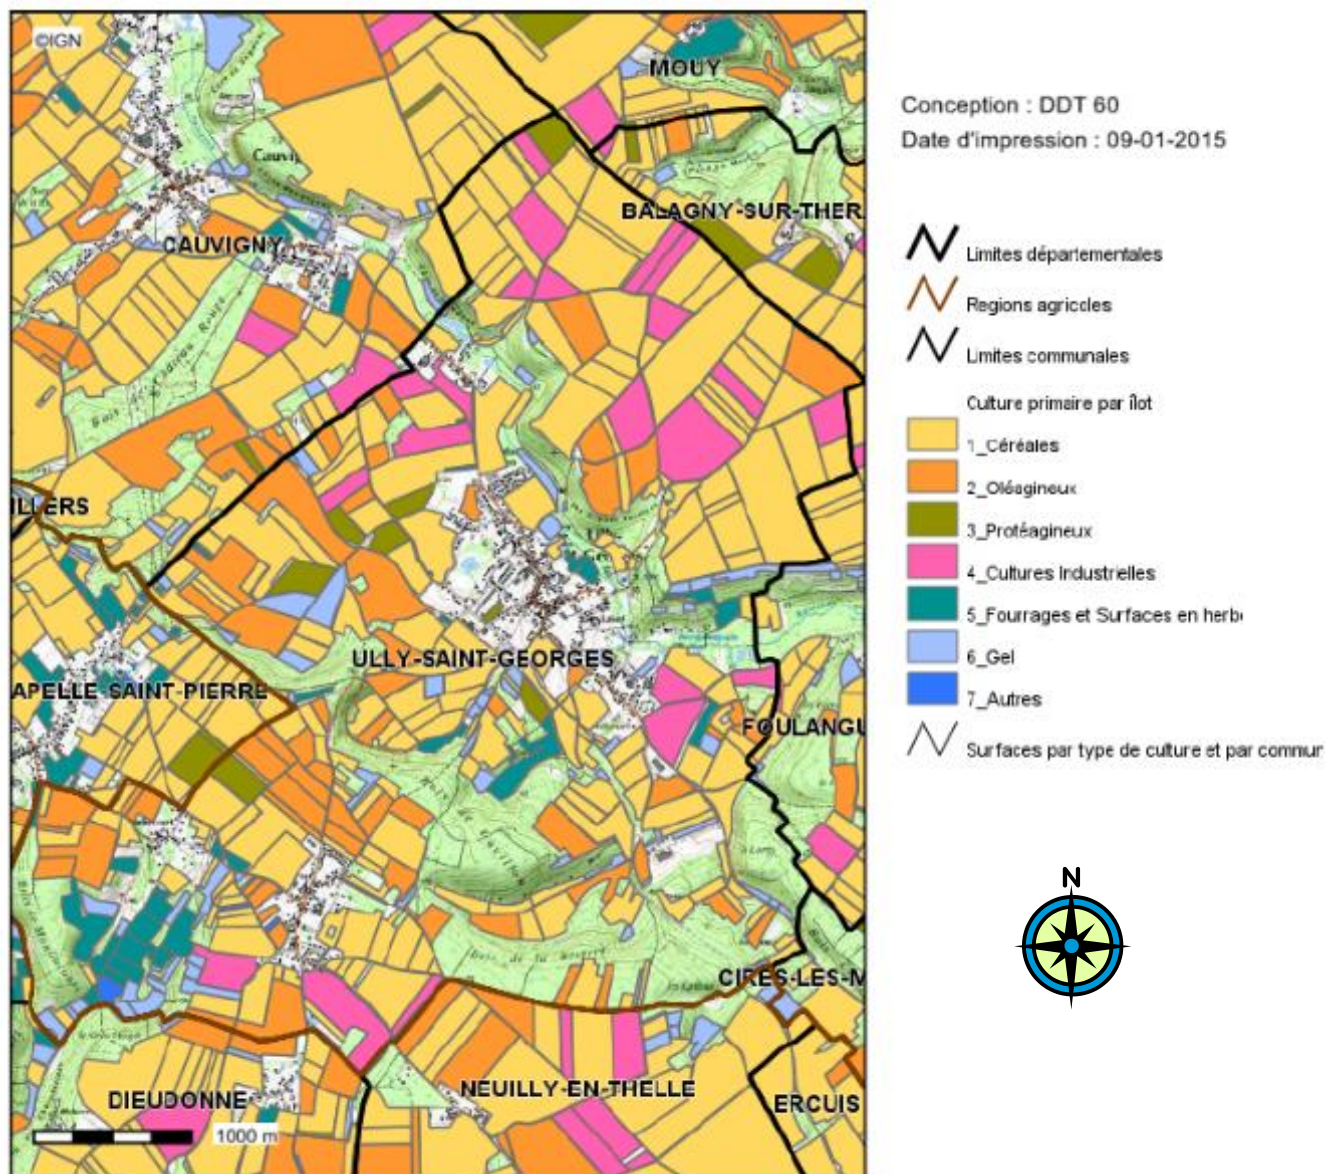 ©IGN
MOUY
Cauvig
BALAGNY-SUR-THER
CAUVIGNY
ILLERS
ULLY-SAINT-GEORGES
APELLE-SAINT-PIERRE
FOULANGU
CIRES-LES-M
DIEUDONNE
NEUILLY-EN-THELLE
ERCUIS
1000 m
Conception : DDT 60
Date d'impression : 09-01-2015
Limites départementales
Regions agricoles
Limites communales
Culture primaire par îlot
1_Céréales
2_Oléagineux
3_Protéagineux
4_Cultures Industrielles
5_Fourrages et Surfaces en herb
6_Gel
7_Autres
Surfaces par type de culture et par commun
N